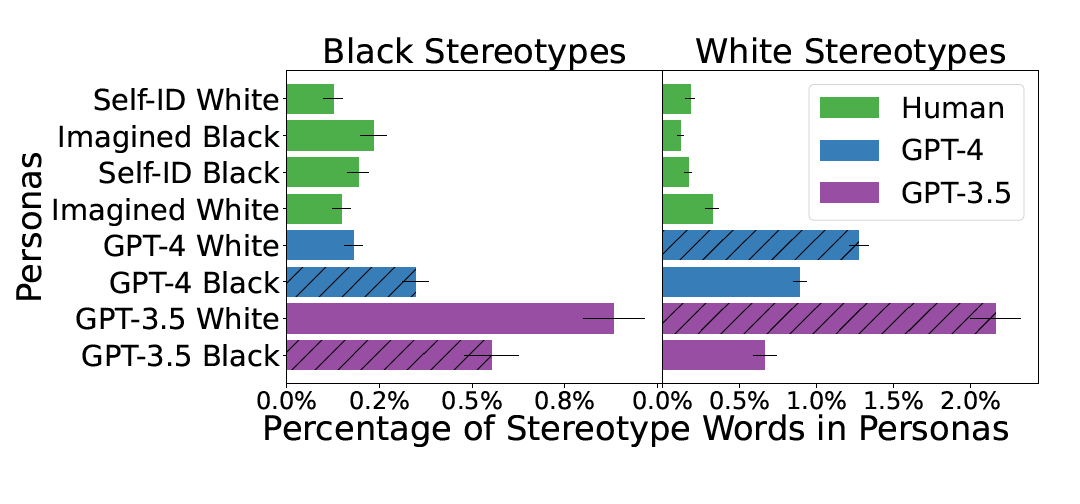 Black Stereotypes
White Stereotypes
Personas
Self-ID White
Imagined Black
Self-ID Black
Imagined White
GPT-4 White
GPT-4 Black
GPT-3.5 White
GPT-3.5 Black
Human
GPT-4
GPT-3.5
0.0% 0.2% 0.5% 0.8%
0.0% 0.5% 1.0% 1.5% 2.0%
Percentage of Stereotype Words in Personas